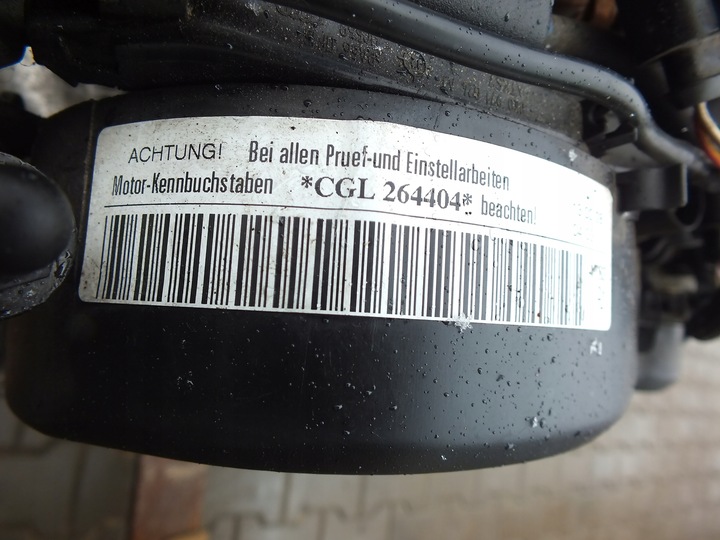 ACHTUNG! Bei allen Pruef-und Einstellarbeiten
Motor-Kennbuchstaben *CGL 264404* beachten!